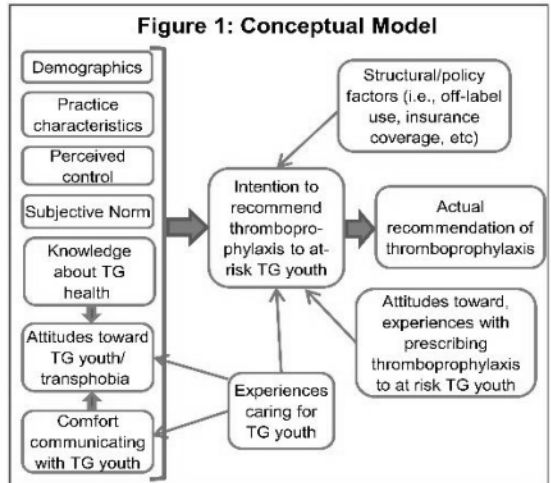 Figure 1: Conceptual Model
Demographics
Practice
characteristics
Perceived
control
Subjective Norm
Knowledge
about TG
health
Attitudes toward
TG youth/
transphobia
Comfort
communicating
with TG youth
Intention to
recommend
thrombopro-
phylaxis to at-
risk TG youth
Experiences
caring for
TG youth
Structural/policy
factors (i.e., off-label
use, insurance
coverage, etc)
Actual
recommendation of
thromboprophylaxis
Attitudes toward,
experiences with
prescribing
thromboprophylaxis
to at risk TG youth